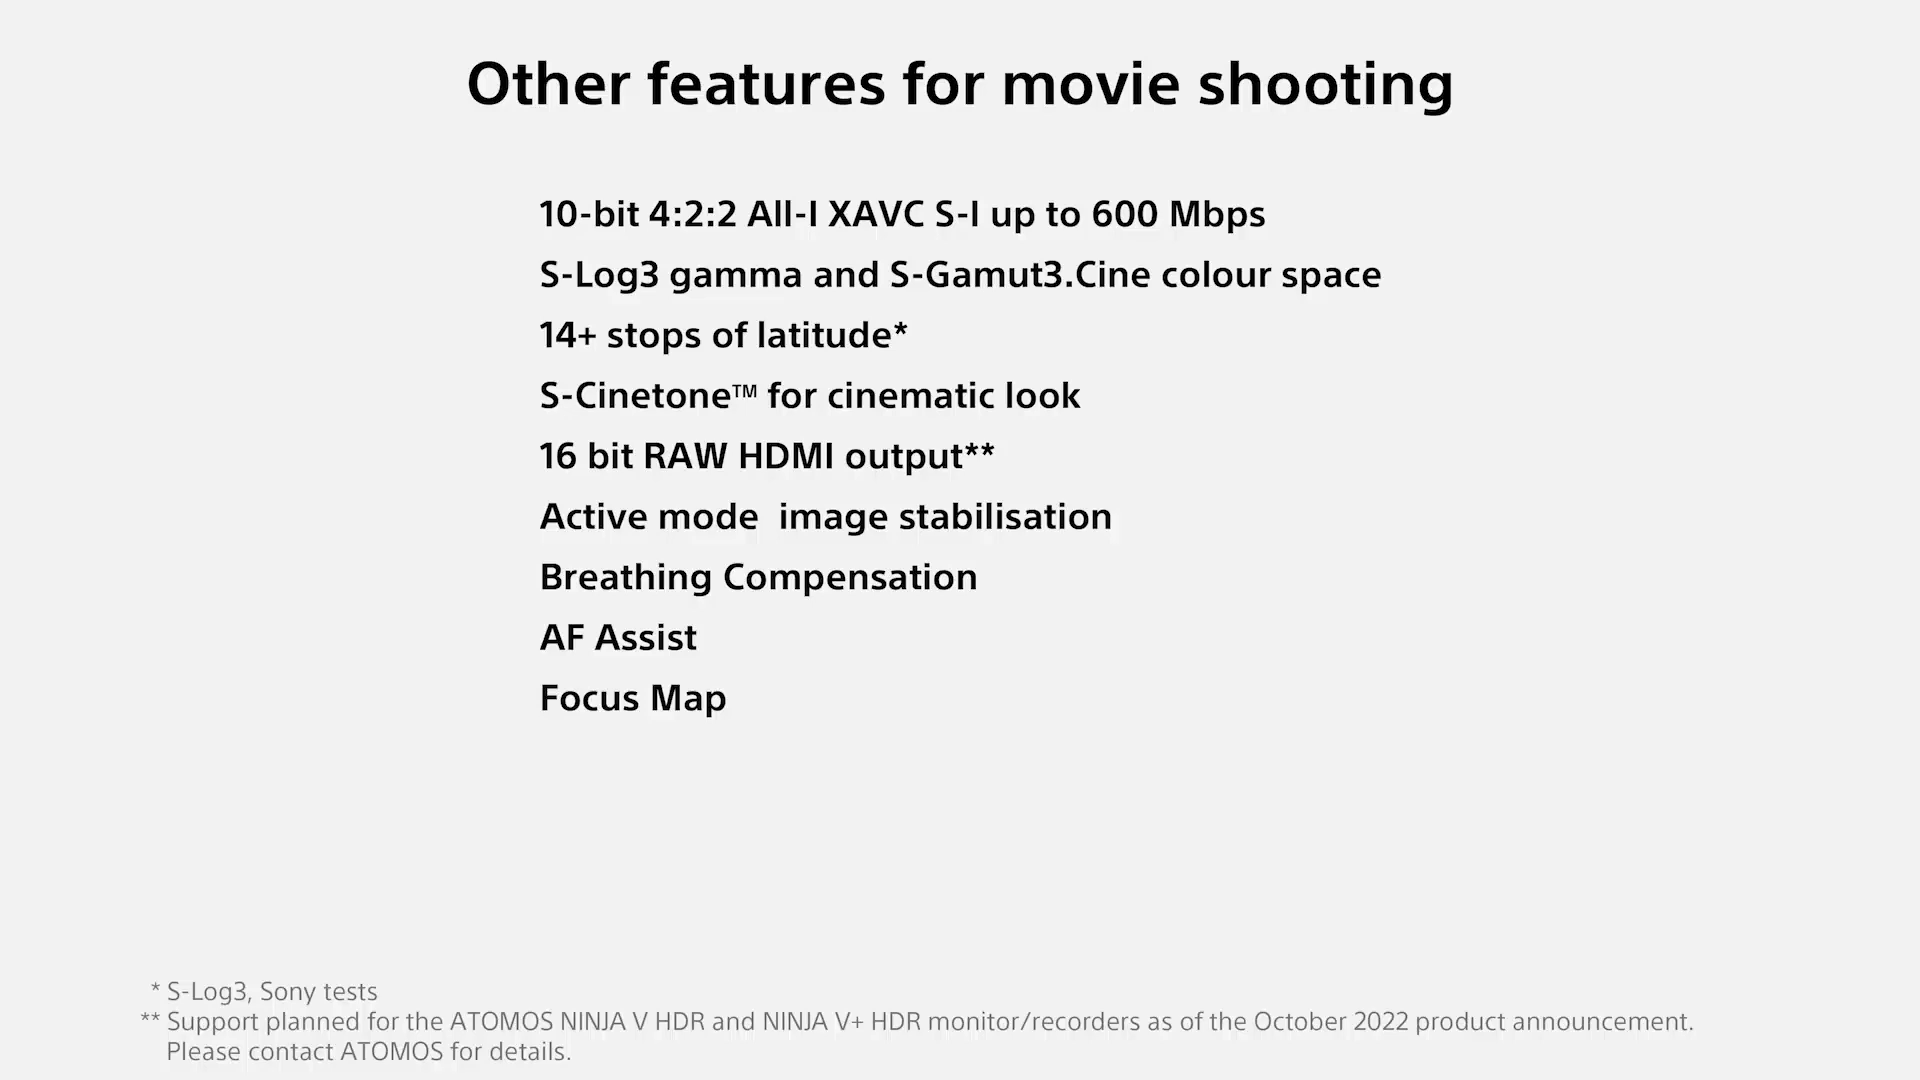 Other features for movie shooting
10-bit 4:2:2 All-I XAVC S-I up to 600 Mbps
S-Log3 gamma and S-Gamut3.Cine colour space
14+ stops of latitude*
S-Cinetone™ for cinematic look
16 bit RAW HDMI output**
Active mode  image stabilisation
Breathing Compensation
AF Assist
Focus Map
* S-Log3, Sony tests
** Support planned for the ATOMOS NINJA V HDR and NINJA V+ HDR monitor/recorders as of the October 2022 product announcement.
Please contact ATOMOS for details.